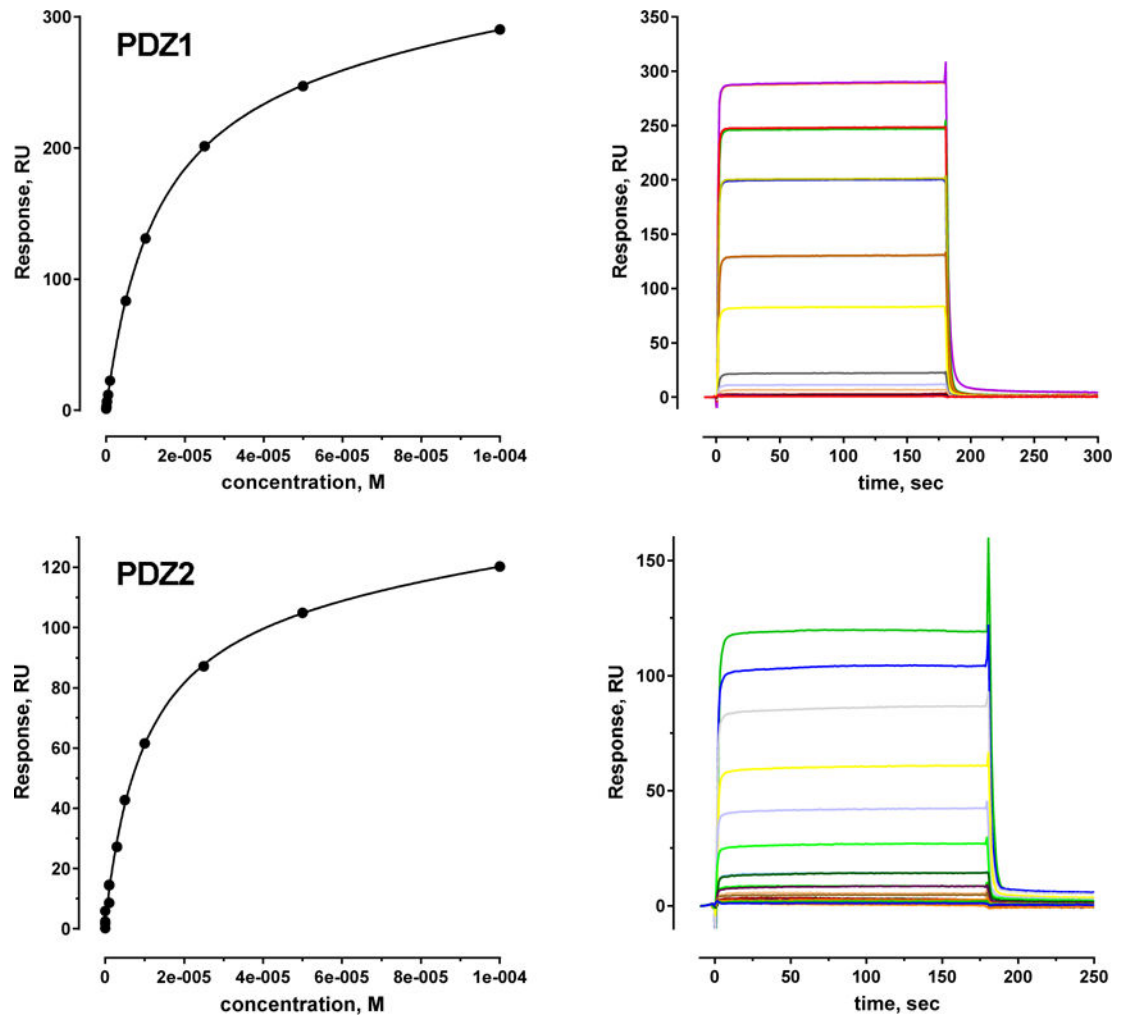 PDZ1
Response, RU
300
200
100
0
0
2e-005
4e-005
6e-005
8e-005
1e-004
concentration, M
Response, RU
350
300
250
200
150
100
50
0
0
50
100
150
200
250
300
time, sec
PDZ2
Response, RU
120
100
80
60
40
20
0
0
2e-005
4e-005
6e-005
8e-005
1e-004
concentration, M
Response, RU
150
100
50
0
0
50
100
150
200
250
time, sec